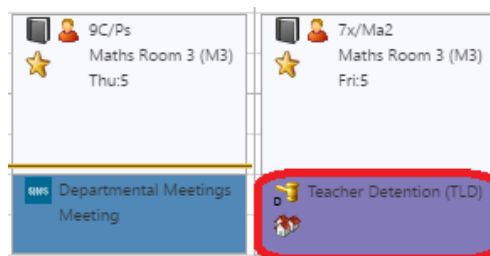 9C/Ps
Maths Room 3 (M3)
Thu:5
SIMS Departmental Meetings
Meeting
7x/Ma2
Maths Room 3 (M3)
Fri:5
D Teacher Detention (TLD)